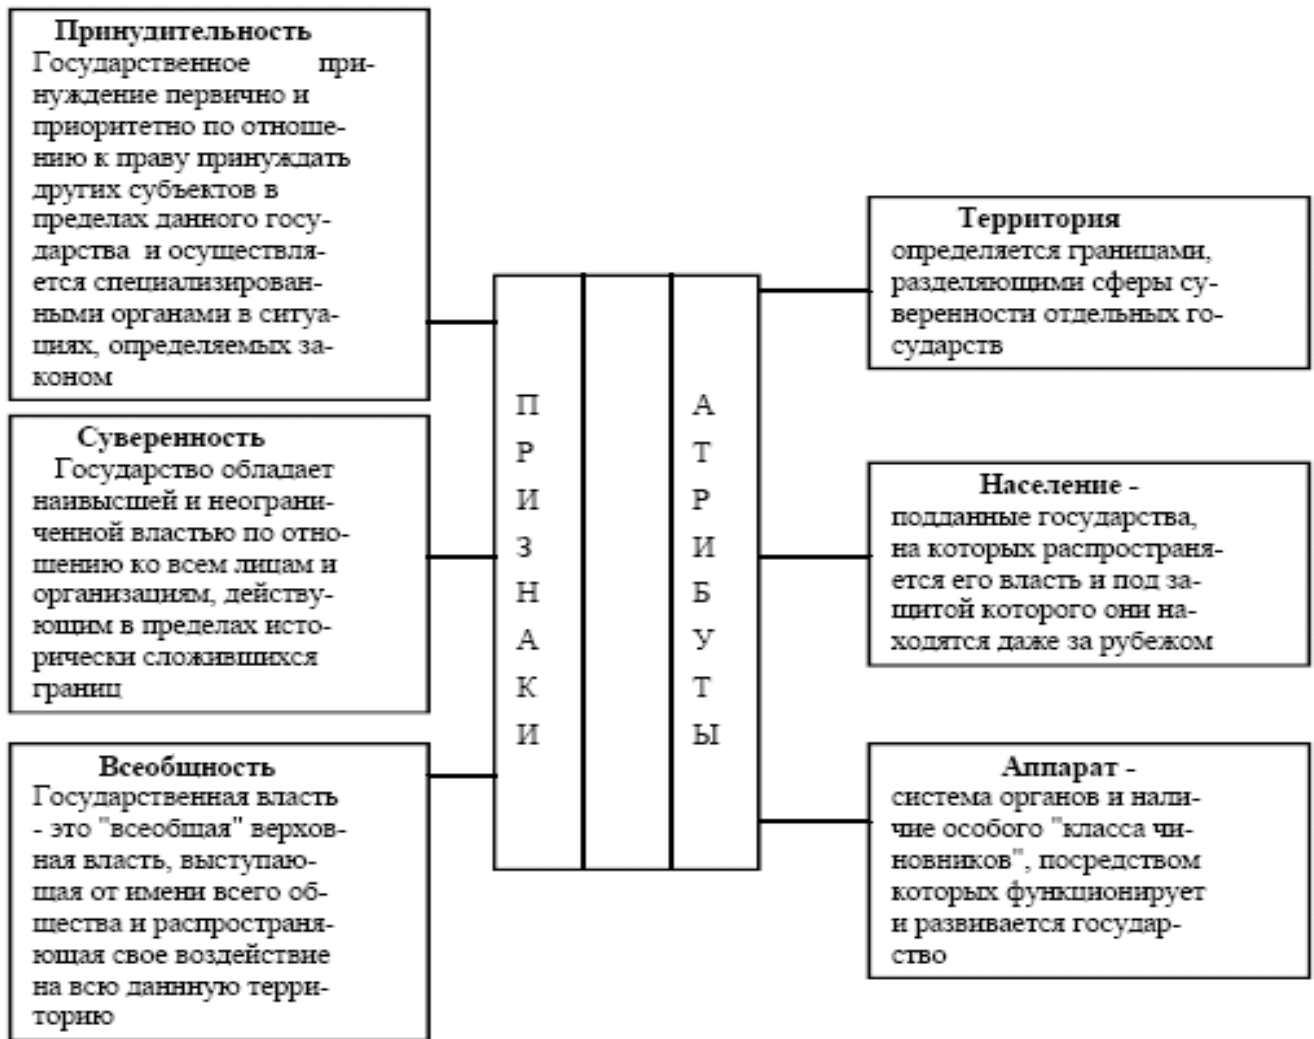 Принудительность
Государственное при-
нуждение первично и
приоритетно по отноше-
нию к праву принуждать
других субъектов в
пределах данного госу-
дарства и осуществля-
ется специализирован-
ными органами в ситуа-
циях, определяемых за-
коном
Суверенность
Государство обладает
наивысшей и неограни-
ченной властью по отно-
шению ко всем лицам и
организациям, действу-
ющим в пределах исто-
рически сложившихся
границ
Всеобщность
Государственная власть
- это "всеобщая" верхов-
ная власть, выступаю-
щая от имени всего об-
щества и распространя-
ющая свое воздействие
на всю даннную терри-
торию
ПРИЗНАКИ
АТРИБУТЫ
Территория
определяется границами,
разделяющими сферы су-
веренности отдельных го-
сударств
Население -
подданные государства,
на которых распространя-
ется его власть и под за-
щитой которого они на-
ходятся даже за рубежом
Аппарат -
система органов и нали-
чие особого "класса чи-
новников", посредством
которых функционирует
и развивается государ-
ство